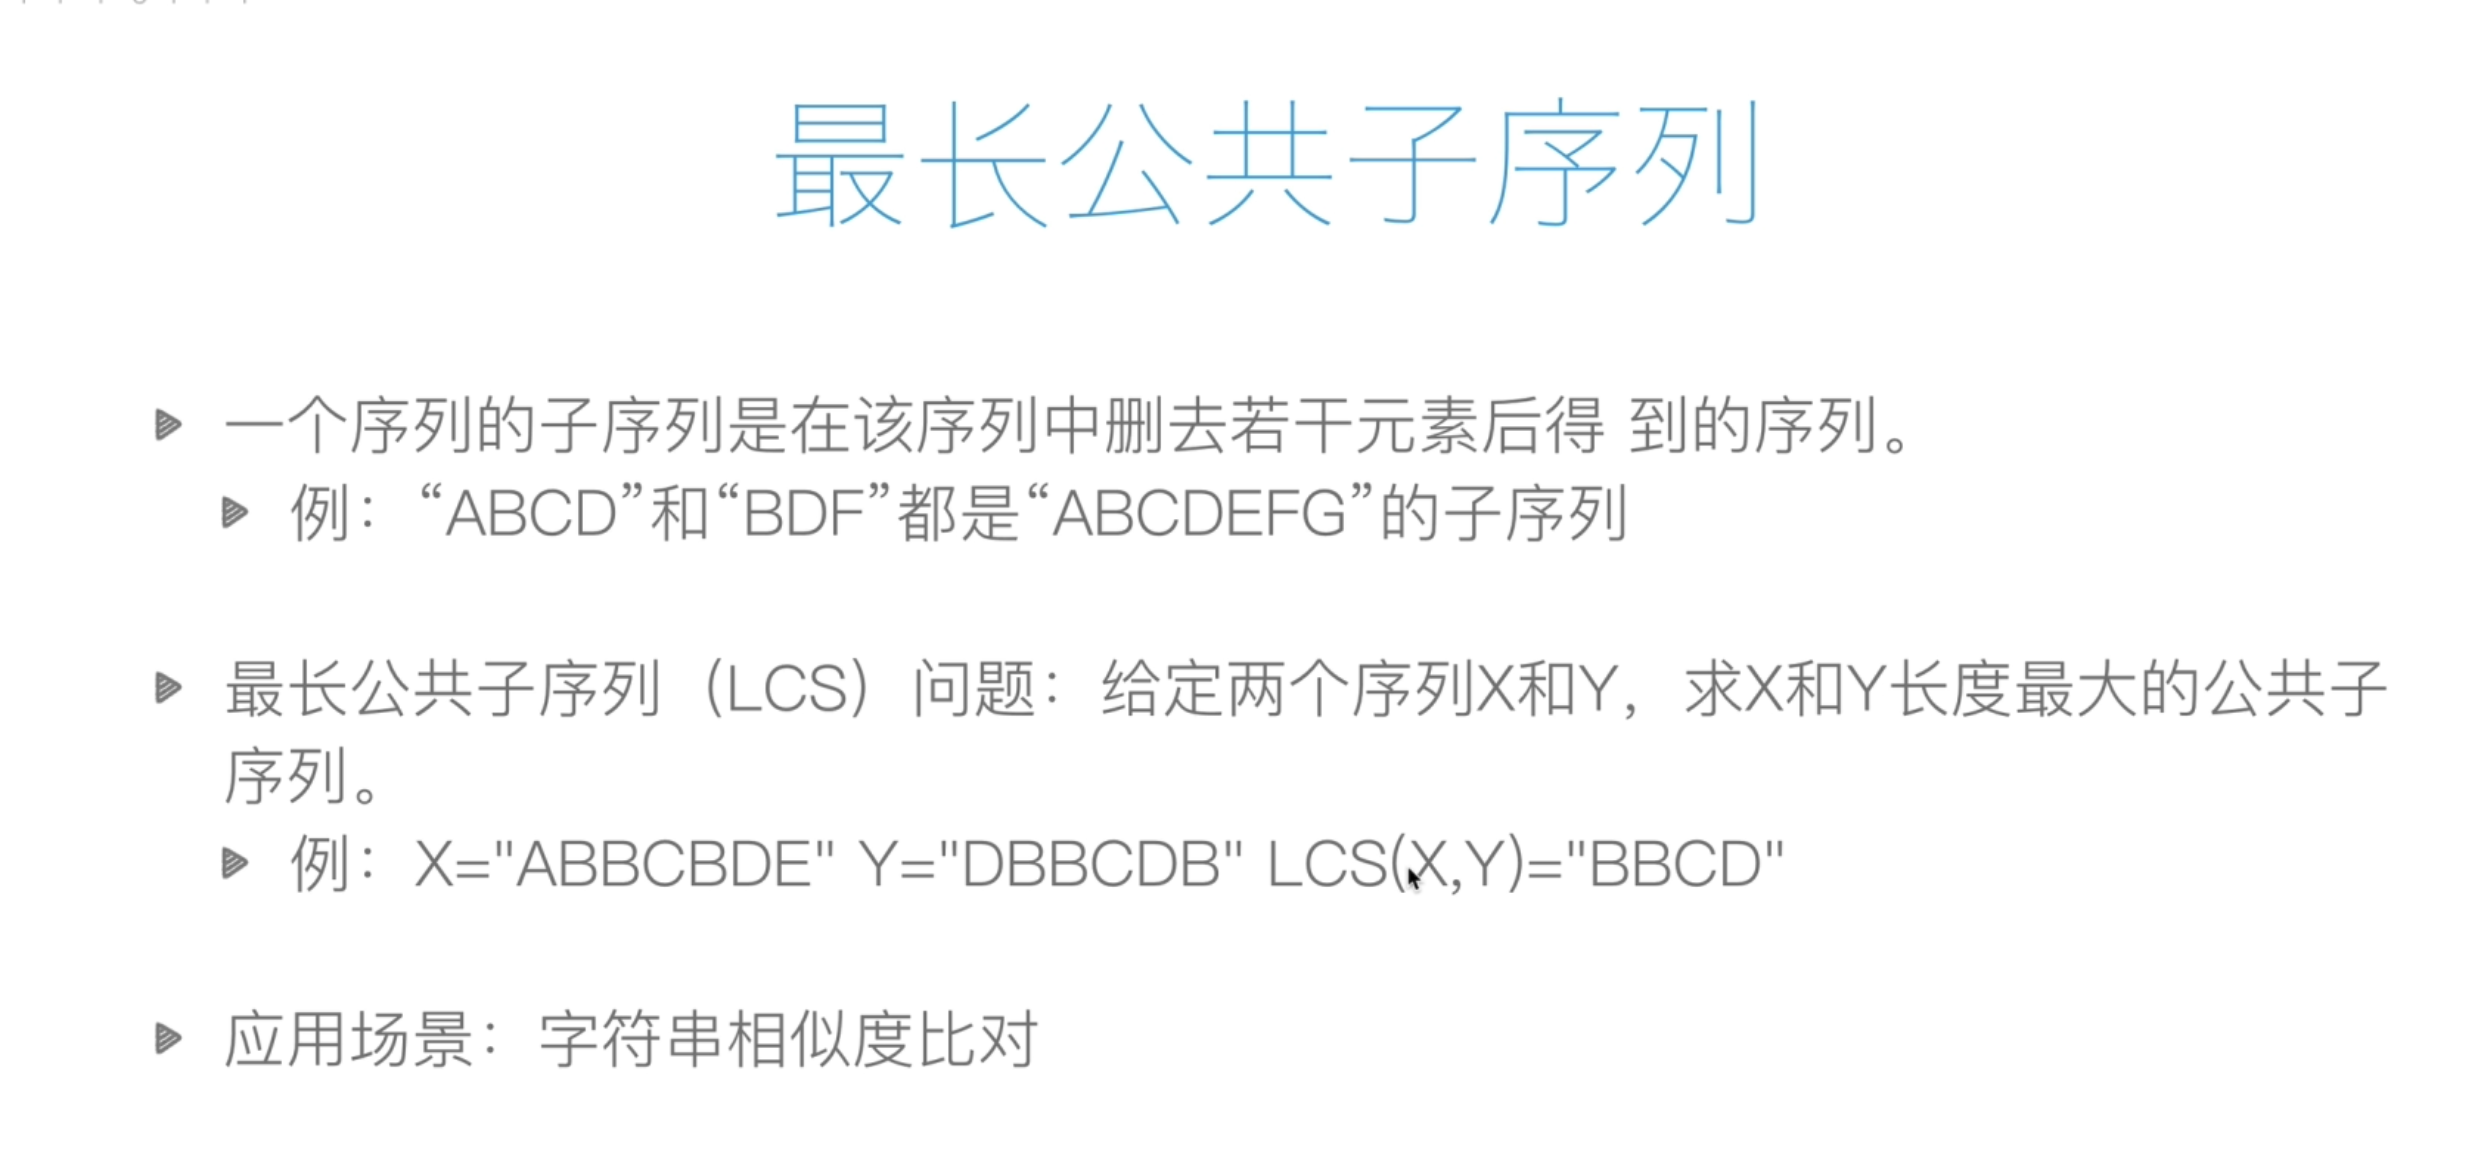 最长公共子序列
一个序列的子序列是在该序列中删去若干元素后得 到的序列。
例：“ABCD”和“BDF”都是“ABCDEFG”的子序列
最长公共子序列（LCS）问题：给定两个序列X和Y，求X和Y长度最大的公共子
序列。
例：X="ABBCBDE" Y="DBBCDB" LCS(X,Y)="BBCD"
应用场景：字符串相似度比对